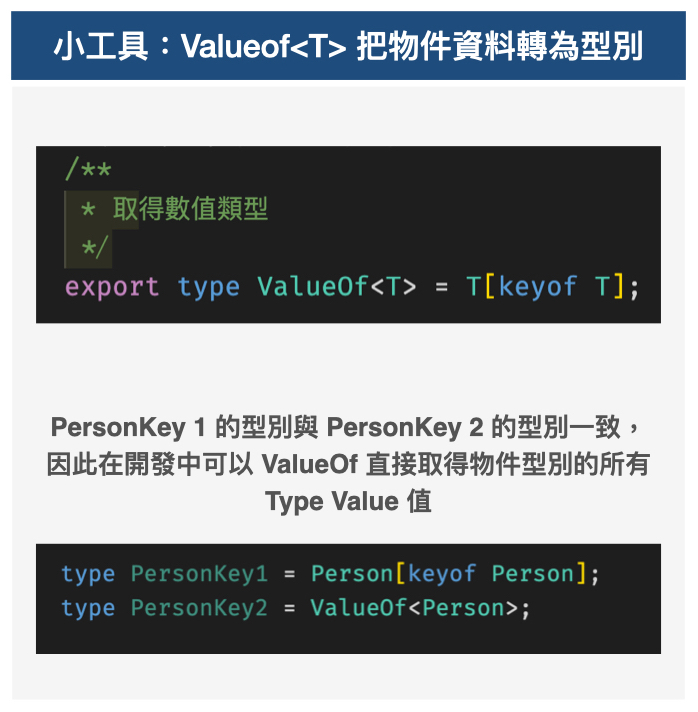 小工具：Valueof<T> 把物件資料轉為型別
/**
* 取得數值類型
*/
export type ValueOf<T> = T[keyof T];
PersonKey 1 的型別與 PersonKey 2 的型別一致，
因此在開發中可以 ValueOf 直接取得物件型別的所有
Type Value 值
type PersonKey1 = Person[keyof Person];
type PersonKey2 = ValueOf<Person>;